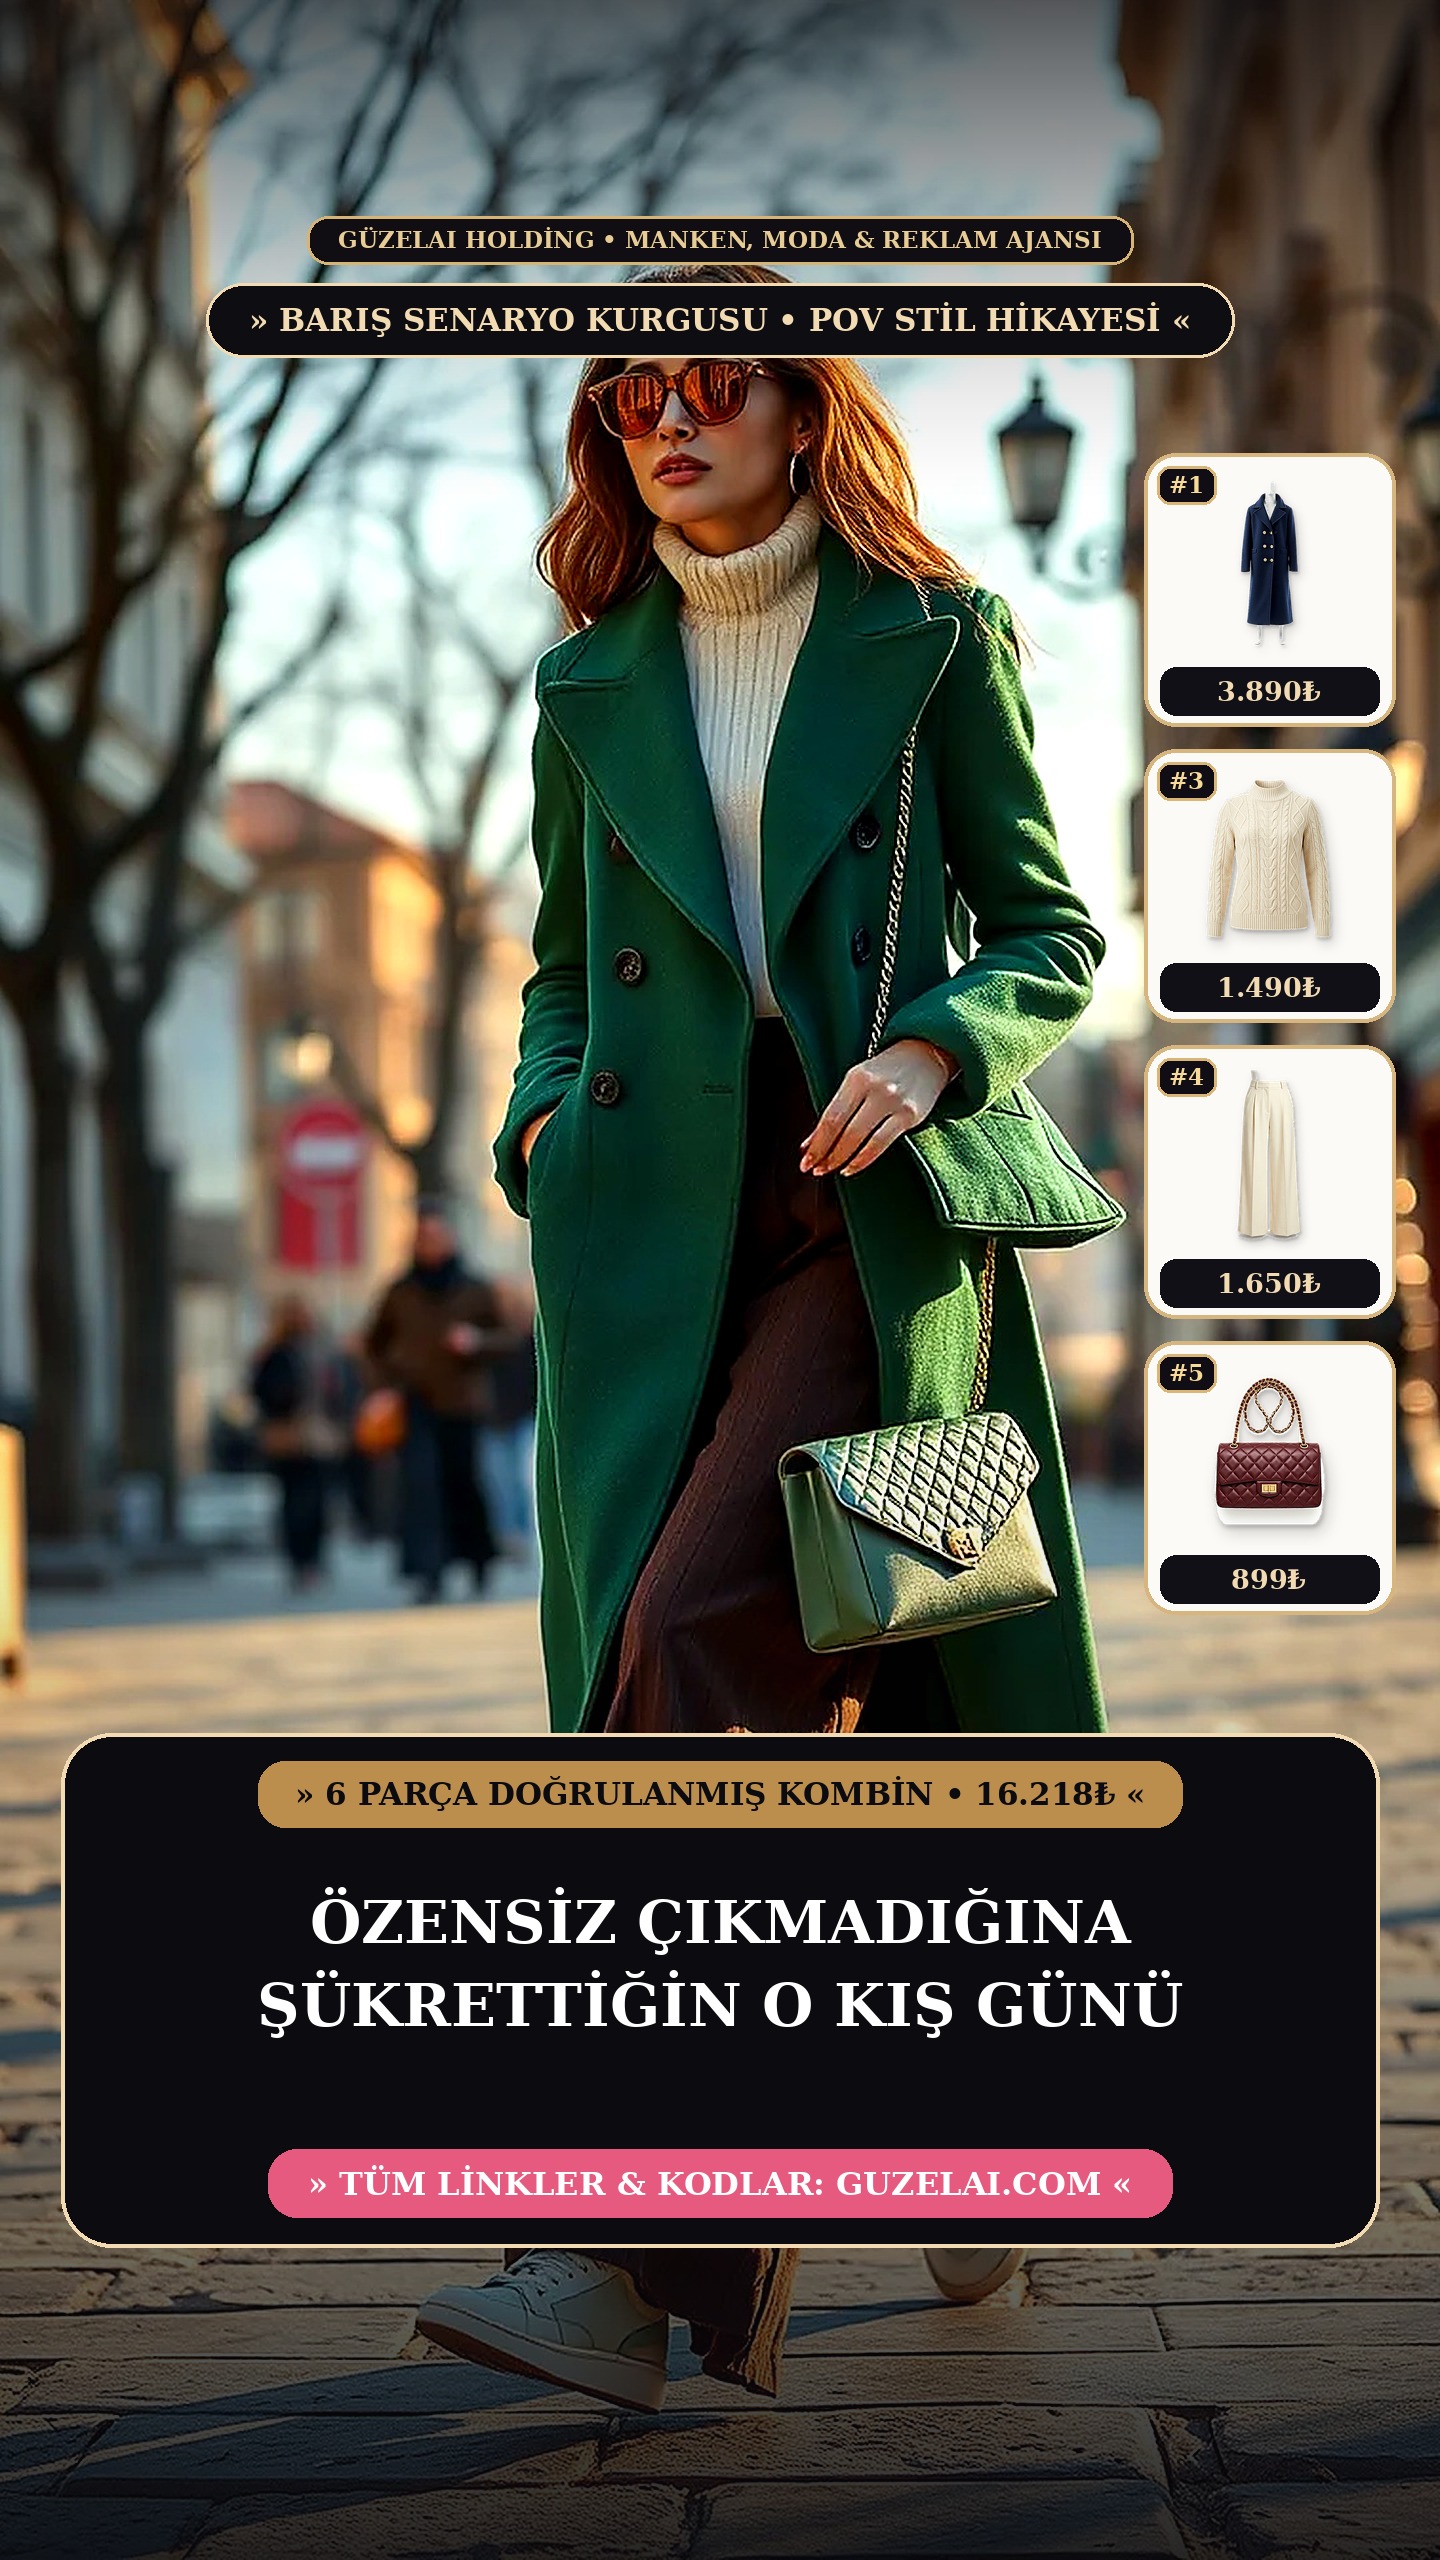 GÜZELAI HOLDİNG • MANKEN, MODA & REKLAM AJANSI
» BARIŞ SENARYO KURGUSU • POV STİL HİKAYESİ «
#1
3.890₺
#3
1.490₺
#4
1.650₺
#5
899₺
» 6 PARÇA DOĞRULANMIŞ KOMBİN • 16.218₺ «
ÖZENSİZ ÇIKMADIĞINA
ŞÜKRETTİĞİN O KIŞ GÜNÜ
» TÜM LİNKLER & KODLAR: GUZELAI.COM «